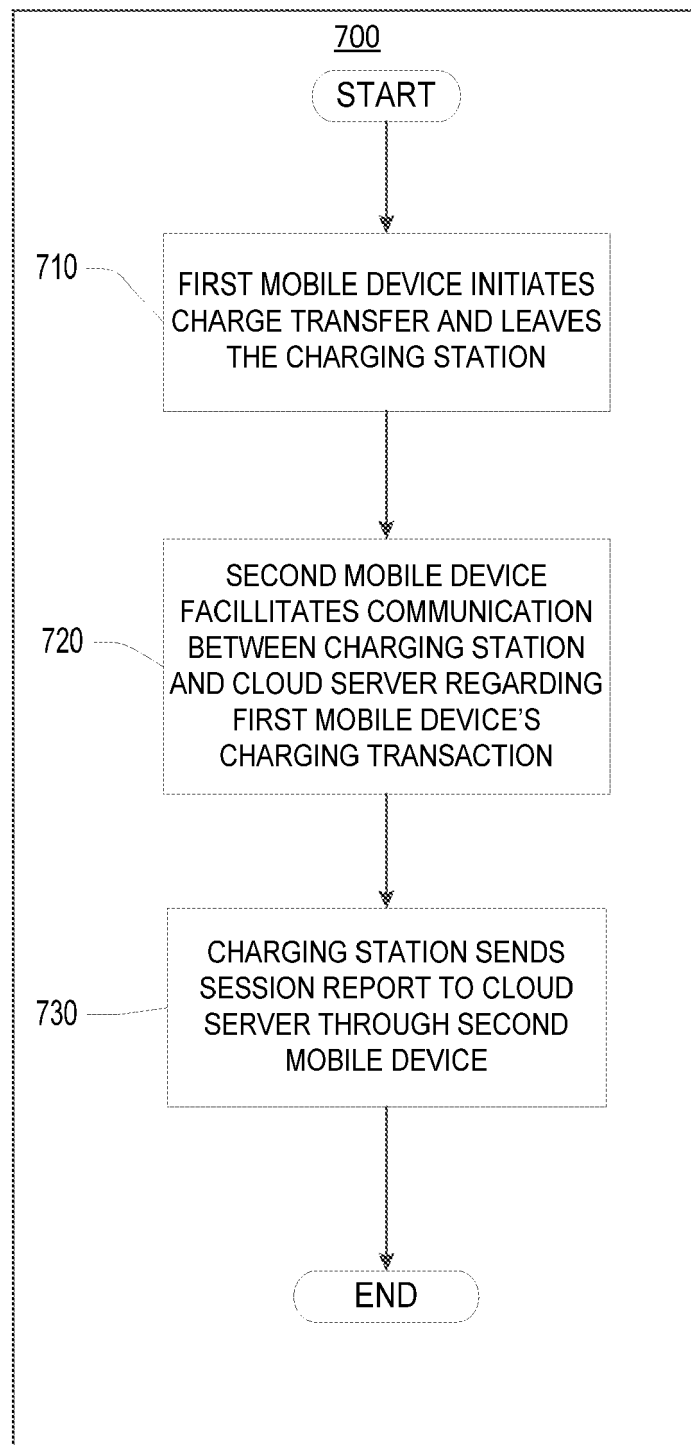 700
START
710
FIRST MOBILE DEVICE INITIATES
CHARGE TRANSFER AND LEAVES
THE CHARGING STATION
720
SECOND MOBILE DEVICE
FACILLITATES COMMUNICATION
BETWEEN CHARGING STATION
AND CLOUD SERVER REGARDING
FIRST MOBILE DEVICE’S
CHARGING TRANSACTION
730
CHARGING STATION SENDS
SESSION REPORT TO CLOUD
SERVER THROUGH SECOND
MOBILE DEVICE
END